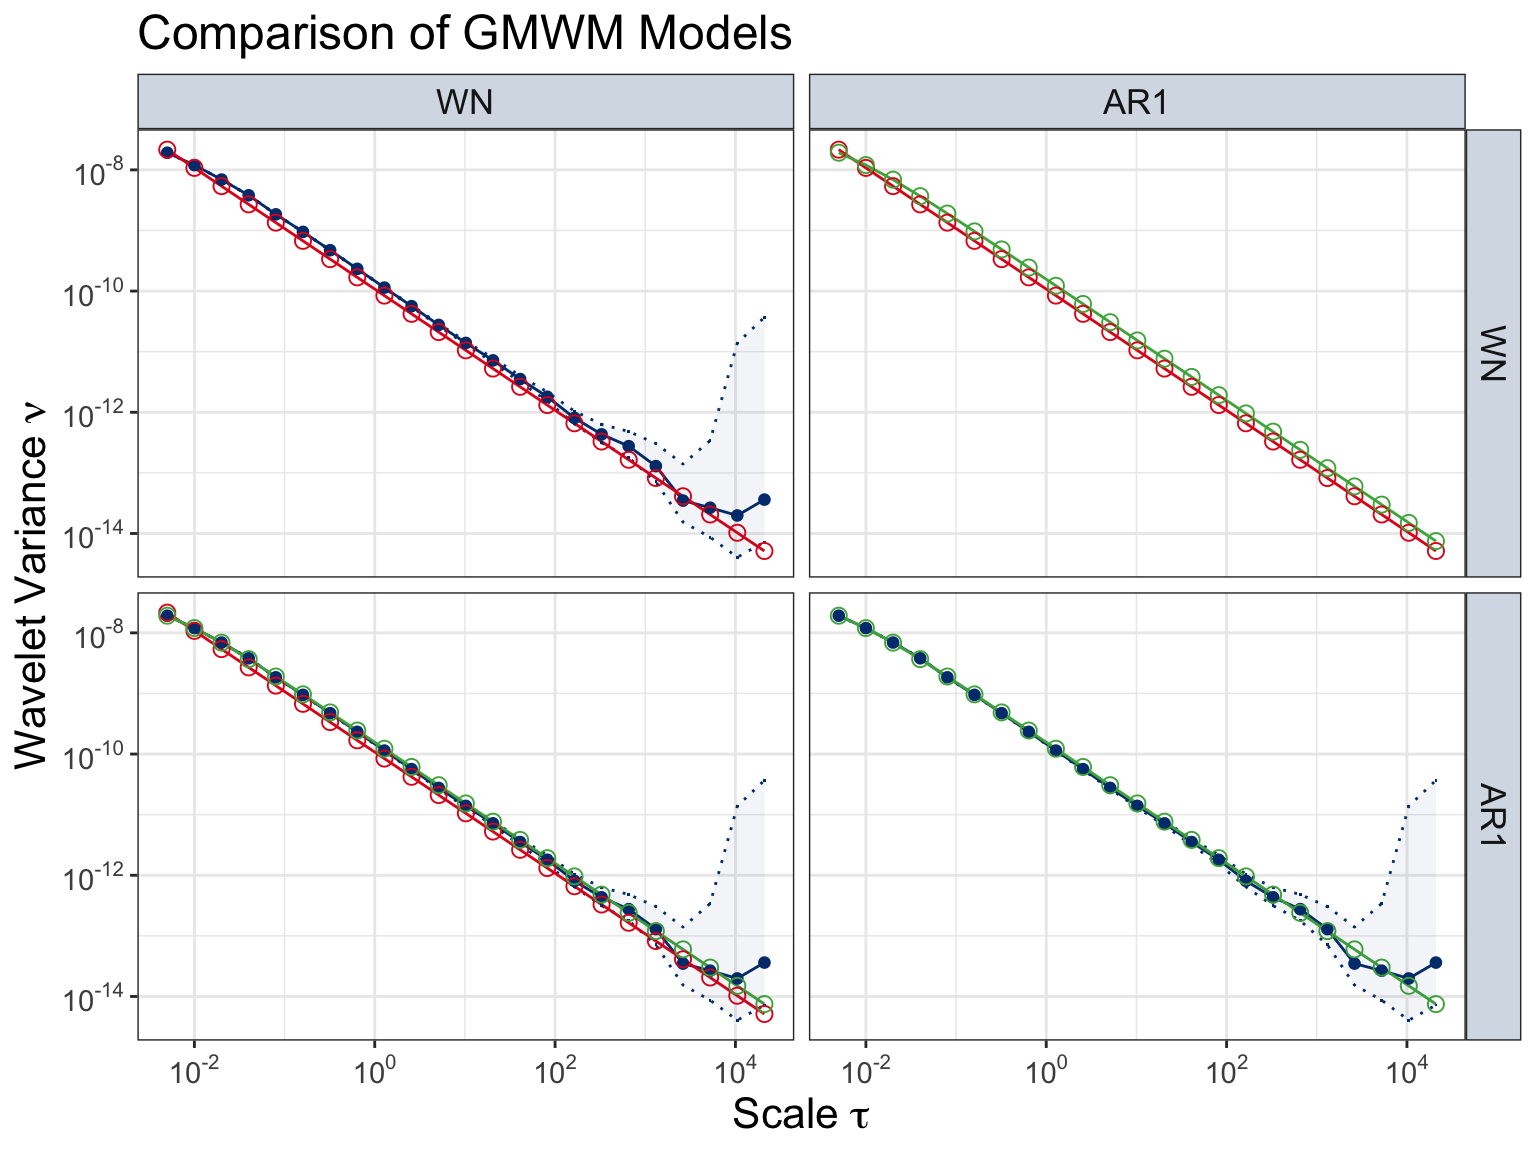 Comparison of GMWM Models
WN
AR1
10⁻⁸
10⁻¹⁰
10⁻¹²
10⁻¹⁴
WN
10⁻⁸
10⁻¹⁰
10⁻¹²
10⁻¹⁴
AR1
Wavelet Variance ν
10⁻²
10⁰
10²
10⁴
10⁻²
10⁰
10²
10⁴
Scale τ